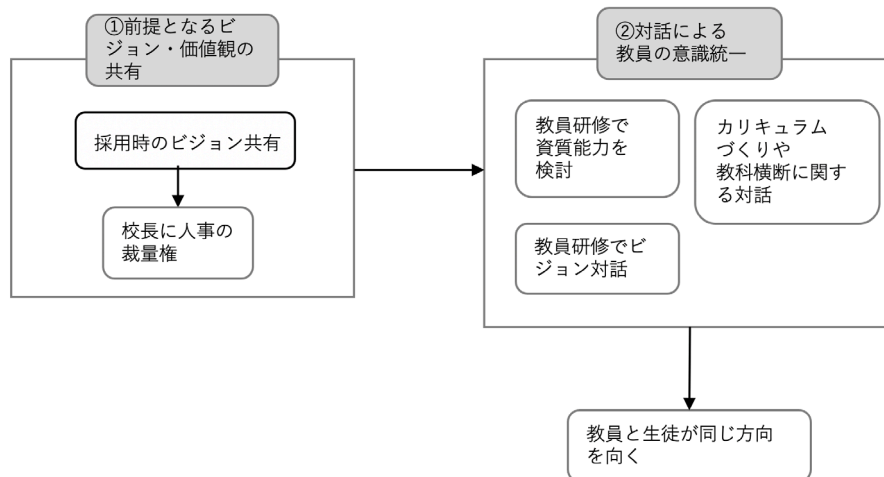 ①前提となるビ
ジョン・価値観の
共有
採用時のビジョン共有
校長に人事の
裁量権
②対話による
教員の意識統一
教員研修で
資質能力を
検討
カリキュラム
づくりや
教科横断に関す
る対話
教員研修でビ
ジョン対話
教員と生徒が同じ方向
を向く